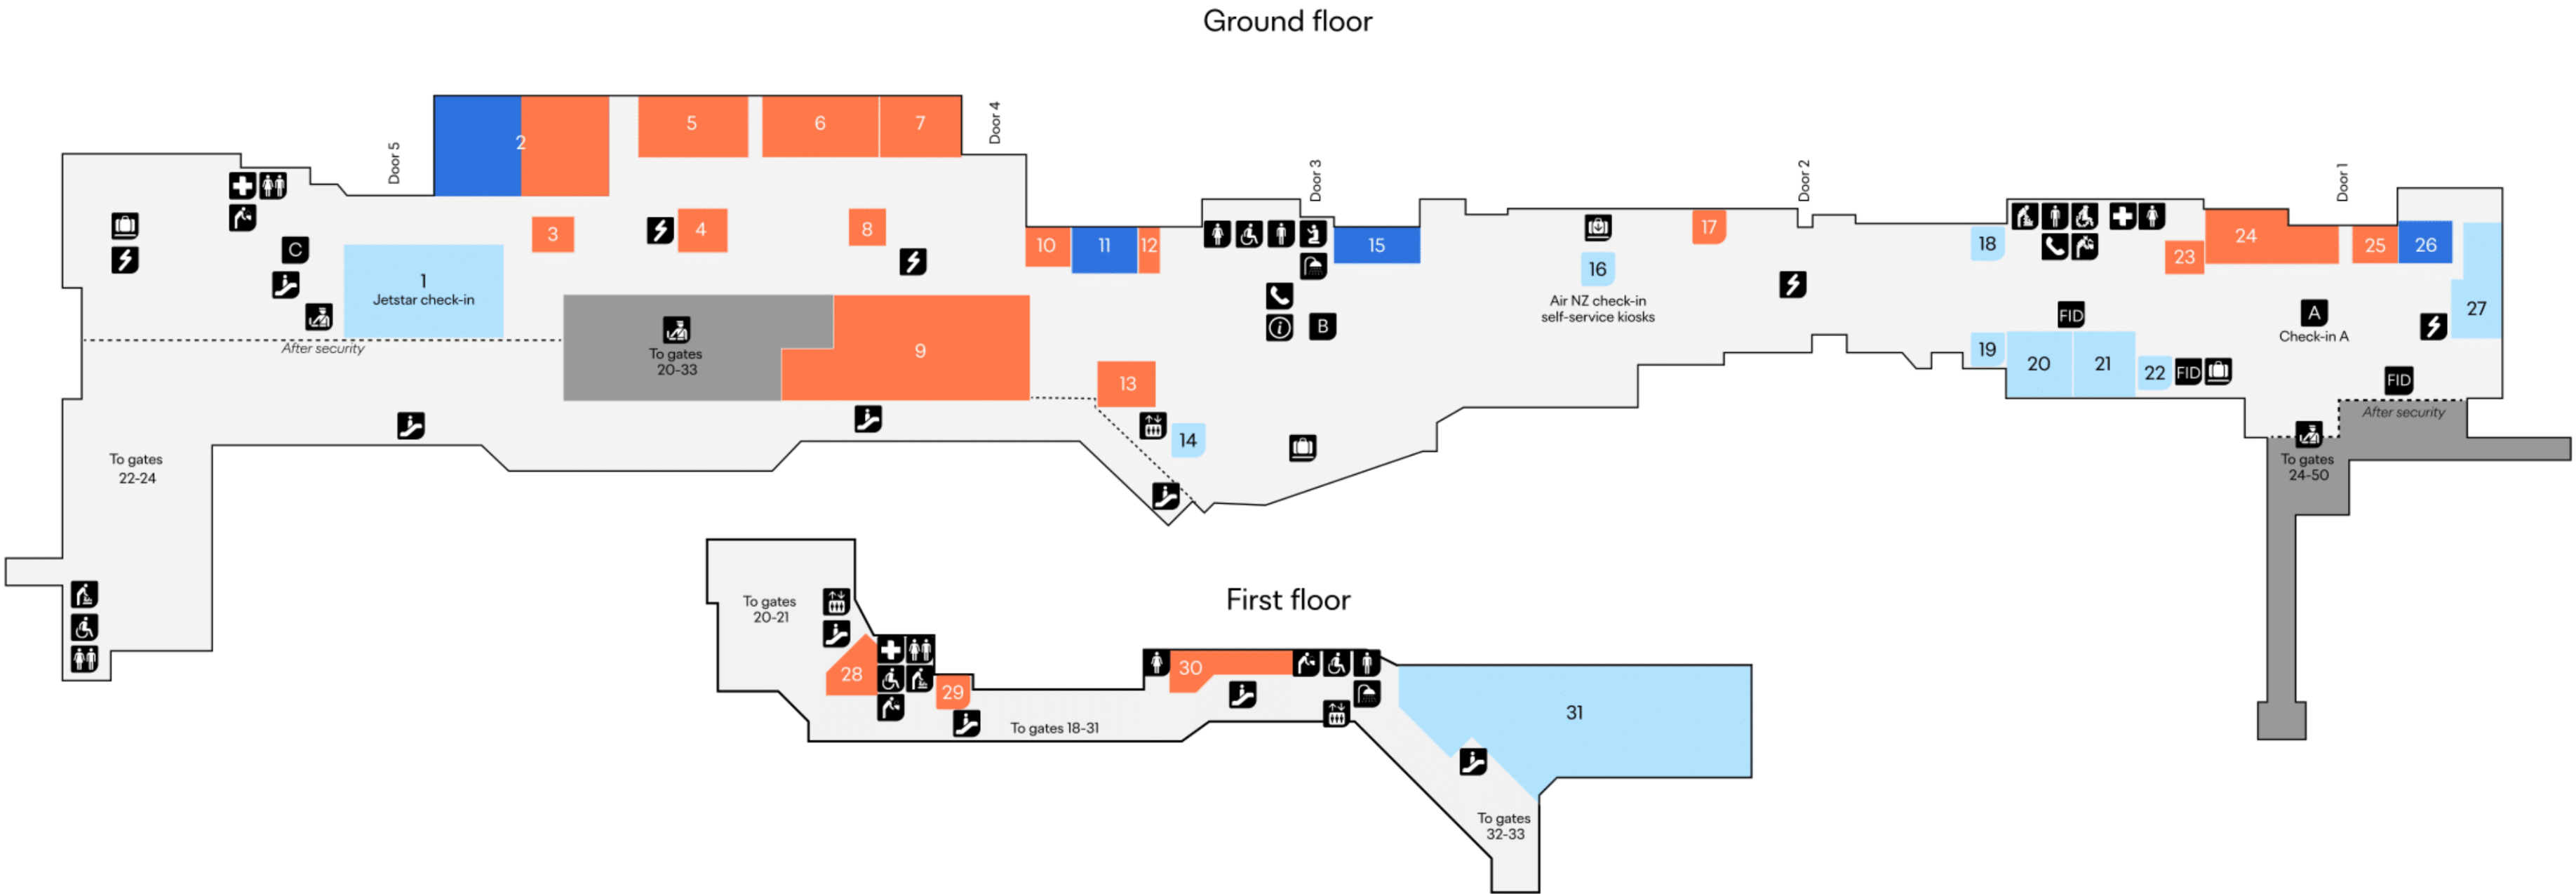 Ground floor
Door 5
Door 4
Door 3
Door 2
Door 1
2
5
6
7
3
4
8
10
11
12
15
17
18
24
23
25
26
C
1
Jetstar check-in
16
Air NZ check-in
self-service kiosks
27
FID
A
Check-in A
i
B
After security
To gates
20-33
9
13
14
19
20
21
22
FID
FID
After security
To gates
22-24
To gates
24-50
First floor
To gates
20-21
28
29
30
31
To gates 18-31
To gates
32-33